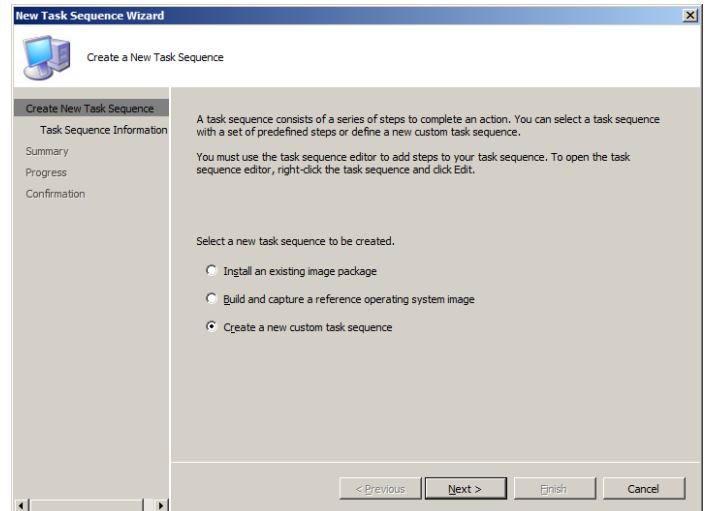 New Task Sequence Wizard
Create a New Task Sequence
Create New Task Sequence
Task Sequence Information
Summary
Progress
Confirmation
A task sequence consists of a series of steps to complete an action. You can select a task sequence
with a set of predefined steps or define a new custom task sequence.
You must use the task sequence editor to add steps to your task sequence. To open the task
sequence editor, right-click the task sequence and click Edit.
Select a new task sequence to be created.
Install an existing image package
Build and capture a reference operating system image
Create a new custom task sequence
< Previous
Next >
Finish
Cancel